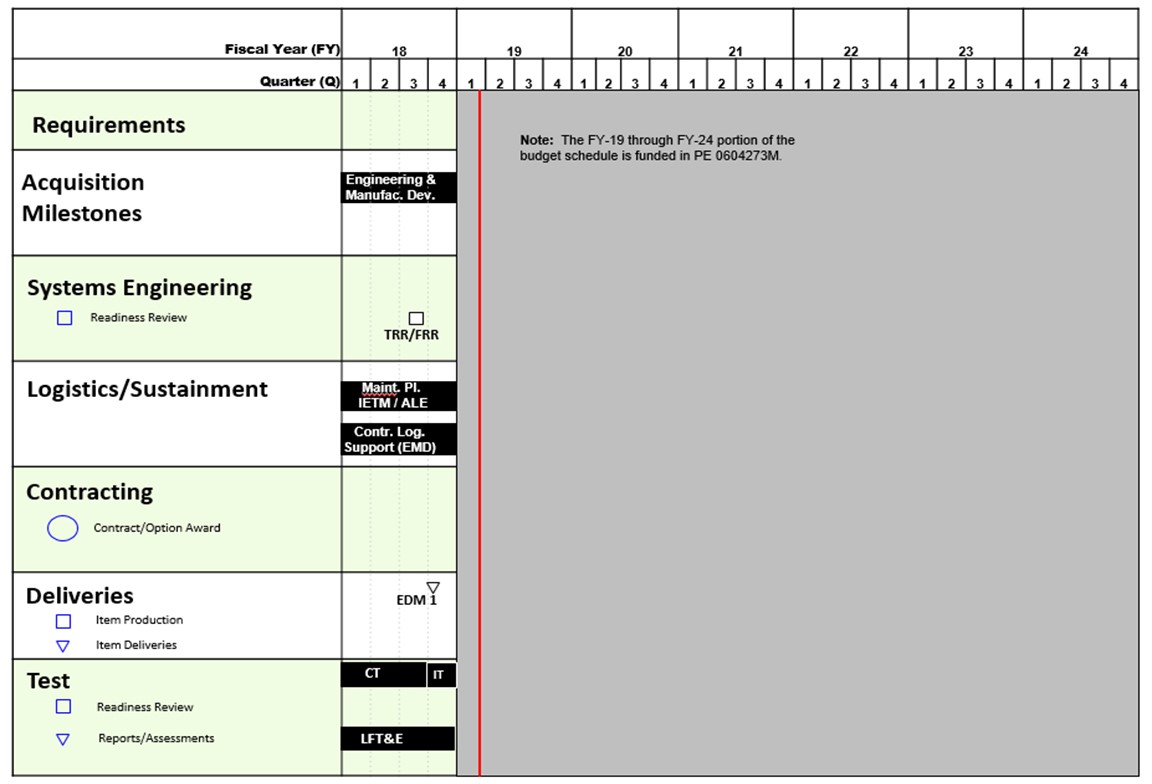 Fiscal Year (FY) 18 19 20 21 22 23 24
Quarter (Q) 1 2 3 4 1 2 3 4 1 2 3 4 1 2 3 4 1 2 3 4 1 2 3 4 1 2 3 4
Requirements
Note: The FY-19 through FY-24 portion of the
budget schedule is funded in PE 0604273M.
Acquisition
Milestones
Engineering &
Manufac. Dev.
Systems Engineering
Readiness Review
TRR/FRR
Logistics/Sustainment
Maint. Pl.
IETM / ALE
Contr. Log.
Support (EMD)
Contracting
Contract/Option Award
Deliveries
EDM 1
Item Production
Item Deliveries
Test
CT
IT
Readiness Review
Reports/Assessments
LFT&E